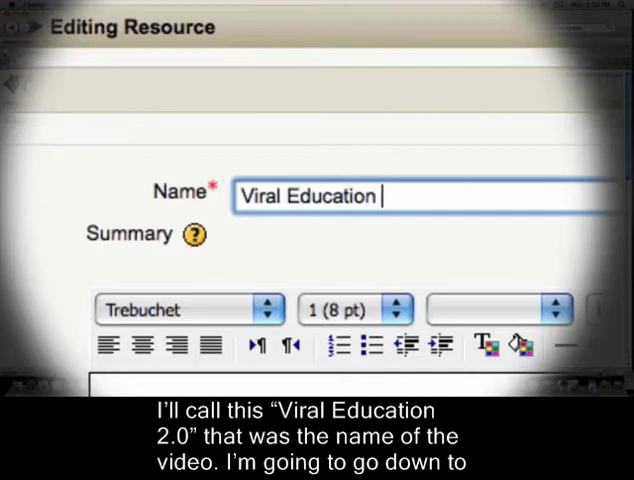 Editing Resource
Name*
Viral Education
Summary ?
Trebuchet
1 (8 pt)
I'll call this “Viral Education
2.0” that was the name of the
video. I'm going to go down to